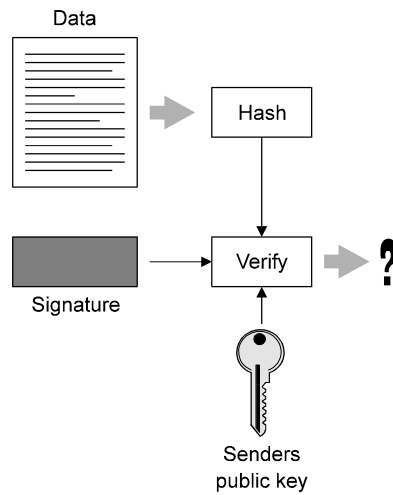 Data
Hash
Verify
?
Signature
Senders
public key